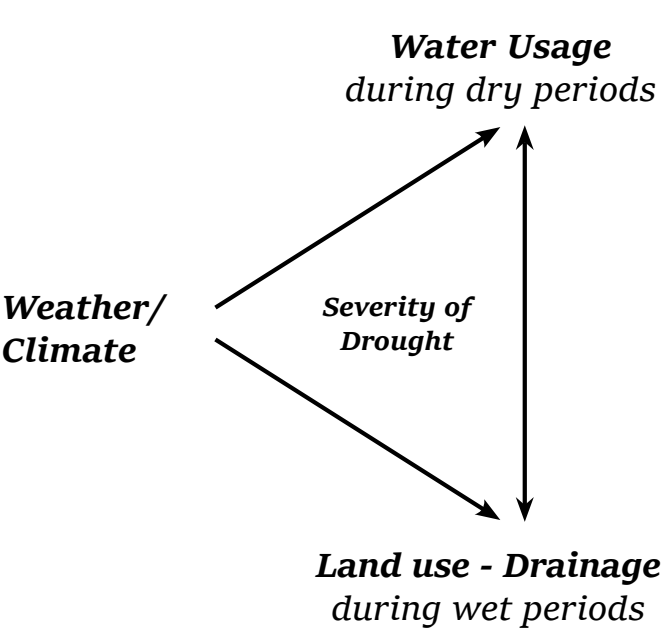 Water Usage
during dry periods
Weather/
Climate
Severity of
Drought
Land use - Drainage
during wet periods